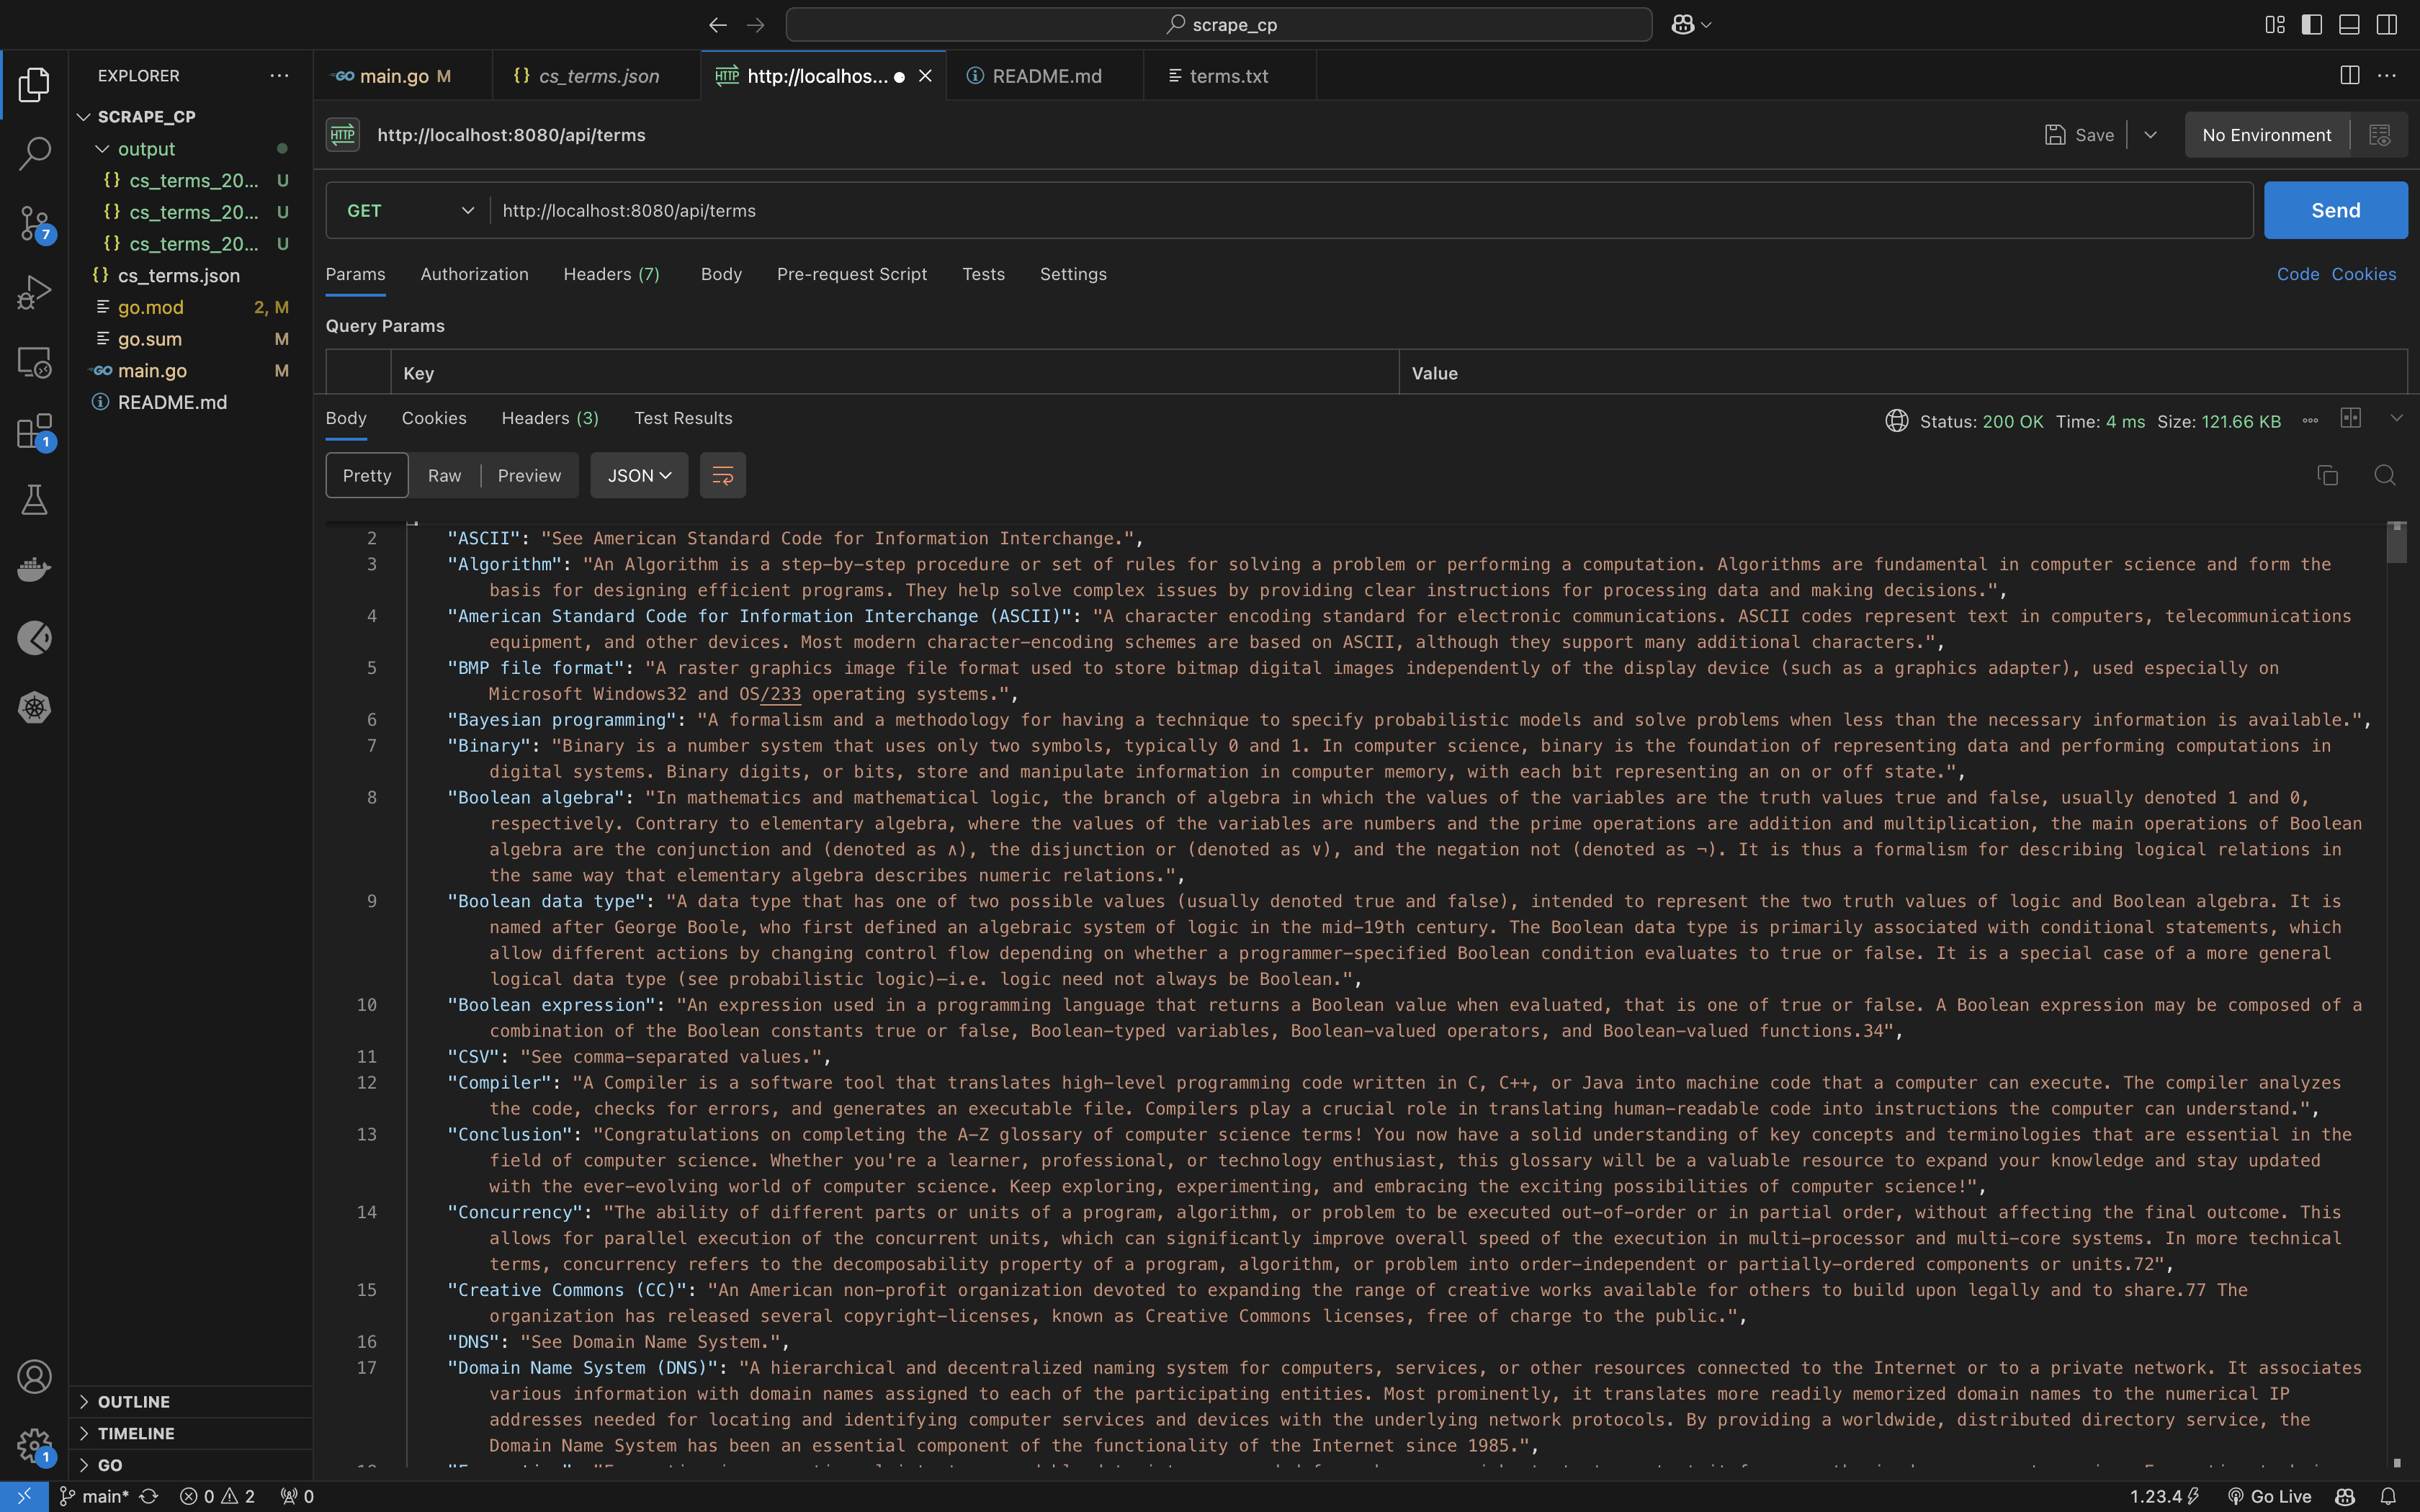 scrape_cp
EXPLORER
main.go M
{} cs_terms.json
HTTP http://localhos...
README.md
terms.txt
SCRAPE_CP
output
{} cs_terms_20... U
{} cs_terms_20... U
{} cs_terms_20... U
{} cs_terms.json
go.mod 2, M
go.sum M
GO main.go M
README.md
HTTP http://localhost:8080/api/terms
Save
No Environment
GET http://localhost:8080/api/terms
Send
Params Authorization Headers (7) Body Pre-request Script Tests Settings
Code Cookies
Query Params
Key Value
Body Cookies Headers (3) Test Results
Status: 200 OK Time: 4 ms Size: 121.66 KB
Pretty Raw Preview JSON
2 "ASCII": "See American Standard Code for Information Interchange.",
3 "Algorithm": "An Algorithm is a step-by-step procedure or set of rules for solving a problem or performing a computation. Algorithms are fundamental in computer science and form the
basis for designing efficient programs. They help solve complex issues by providing clear instructions for processing data and making decisions.",
4 "American Standard Code for Information Interchange (ASCII)": "A character encoding standard for electronic communications. ASCII codes represent text in computers, telecommunications
equipment, and other devices. Most modern character-encoding schemes are based on ASCII, although they support many additional characters.",
5 "BMP file format": "A raster graphics image file format used to store bitmap digital images independently of the display device (such as a graphics adapter), used especially on
Microsoft Windows32 and OS/233 operating systems.",
6 "Bayesian programming": "A formalism and a methodology for having a technique to specify probabilistic models and solve problems when less than the necessary information is available.",
7 "Binary": "Binary is a number system that uses only two symbols, typically 0 and 1. In computer science, binary is the foundation of representing data and performing computations in
digital systems. Binary digits, or bits, store and manipulate information in computer memory, with each bit representing an on or off state.",
8 "Boolean algebra": "In mathematics and mathematical logic, the branch of algebra in which the values of the variables are the truth values true and false, usually denoted 1 and 0,
respectively. Contrary to elementary algebra, where the values of the variables are numbers and the prime operations are addition and multiplication, the main operations of Boolean
algebra are the conjunction and (denoted as ∧), the disjunction or (denoted as ∨), and the negation not (denoted as ¬). It is thus a formalism for describing logical relations in
the same way that elementary algebra describes numeric relations.",
9 "Boolean data type": "A data type that has one of two possible values (usually denoted true and false), intended to represent the two truth values of logic and Boolean algebra. It is
named after George Boole, who first defined an algebraic system of logic in the mid-19th century. The Boolean data type is primarily associated with conditional statements, which
allow different actions by changing control flow depending on whether a programmer-specified Boolean condition evaluates to true or false. It is a special case of a more general
logical data type (see probabilistic logic)—i.e. logic need not always be Boolean.",
10 "Boolean expression": "An expression used in a programming language that returns a Boolean value when evaluated, that is one of true or false. A Boolean expression may be composed of a
combination of the Boolean constants true or false, Boolean-typed variables, Boolean-valued operators, and Boolean-valued functions.34",
11 "CSV": "See comma-separated values.",
12 "Compiler": "A Compiler is a software tool that translates high-level programming code written in C, C++, or Java into machine code that a computer can execute. The compiler analyzes
the code, checks for errors, and generates an executable file. Compilers play a crucial role in translating human-readable code into instructions the computer can understand.",
13 "Conclusion": "Congratulations on completing the A-Z glossary of computer science terms! You now have a solid understanding of key concepts and terminologies that are essential in the
field of computer science. Whether you're a learner, professional, or technology enthusiast, this glossary will be a valuable resource to expand your knowledge and stay updated
with the ever-evolving world of computer science. Keep exploring, experimenting, and embracing the exciting possibilities of computer science!",
14 "Concurrency": "The ability of different parts or units of a program, algorithm, or problem to be executed out-of-order or in partial order, without affecting the final outcome. This
allows for parallel execution of the concurrent units, which can significantly improve overall speed of the execution in multi-processor and multi-core systems. In more technical
terms, concurrency refers to the decomposability property of a program, algorithm, or problem into order-independent or partially-ordered components or units.72",
15 "Creative Commons (CC)": "An American non-profit organization devoted to expanding the range of creative works available for others to build upon legally and to share.77 The
organization has released several copyright-licenses, known as Creative Commons licenses, free of charge to the public.",
16 "DNS": "See Domain Name System.",
17 "Domain Name System (DNS)": "A hierarchical and decentralized naming system for computers, services, or other resources connected to the Internet or to a private network. It associates
various information with domain names assigned to each of the participating entities. Most prominently, it translates more readily memorized domain names to the numerical IP
addresses needed for locating and identifying computer services and devices with the underlying network protocols. By providing a worldwide, distributed directory service, the
Domain Name System has been an essential component of the functionality of the Internet since 1985.",
OUTLINE
TIMELINE
GO
7
1
1
main* 0 2 0
1.23.4 Go Live